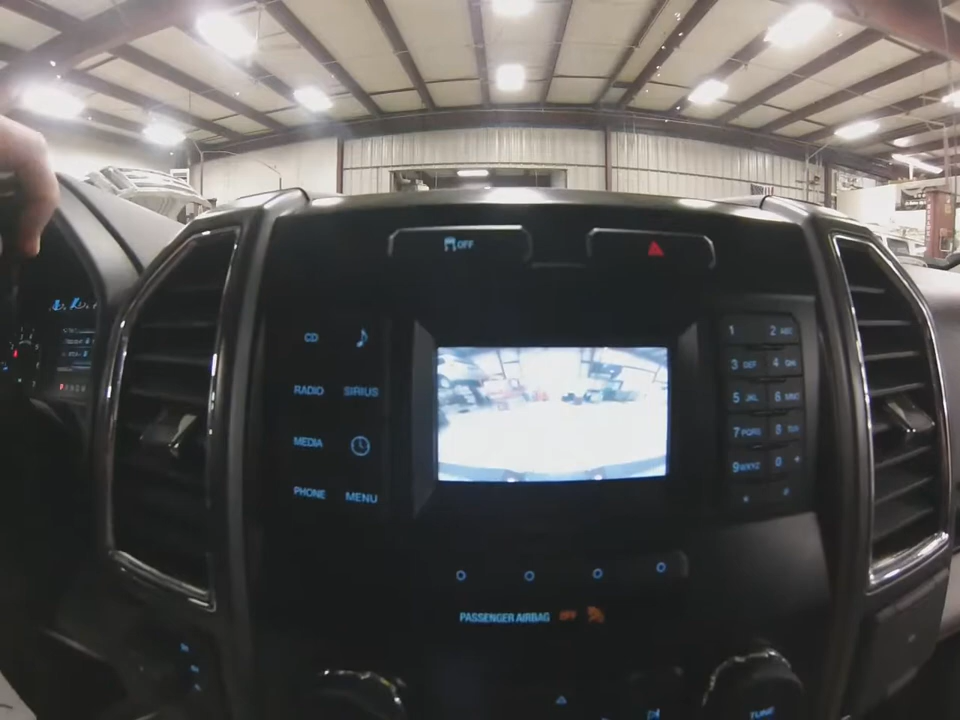 OFF
CD
RADIO SIRIUS
MEDIA
PHONE MENU
1 2 ABC
3 DEF 4 GHI
5 JKL 6 MNO
7 PQRS 8 TUV
9 WXYZ 0
* #
PASSENGER AIRBAG OFF
TUNE